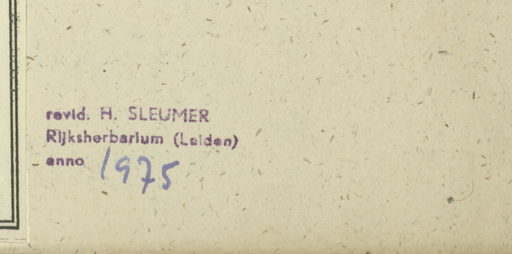 revid. H. SLEUMER
Rijksherbarium (Leiden)
anno 1975